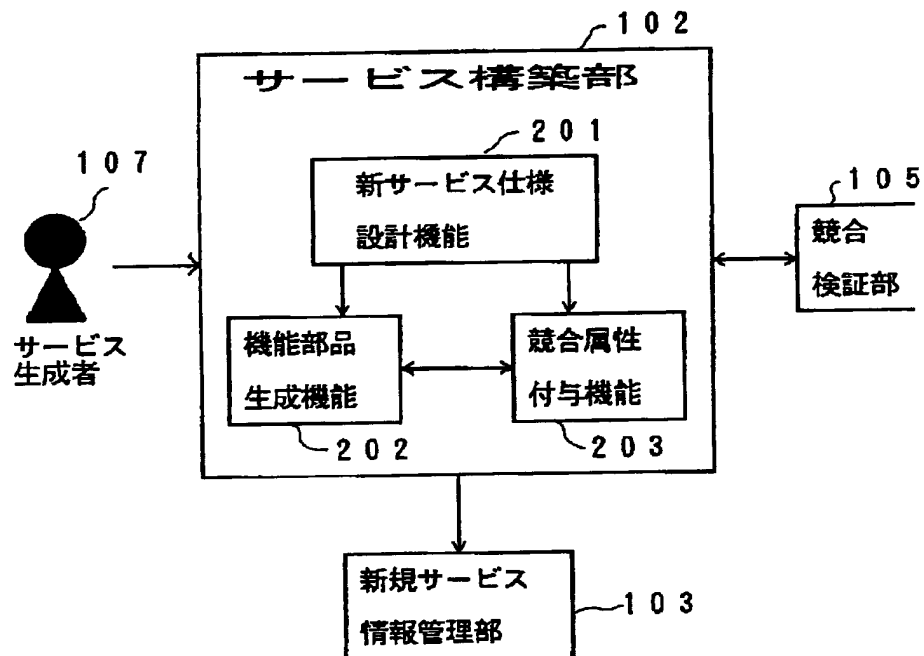 １０２
サービス構築部
２０１
新サービス仕様
設計機能
１０７
サービス
生成者
１０５
競合
検証部
機能部品
生成機能
２０２
競合属性
付与機能
２０３
新規サービス
情報管理部
１０３